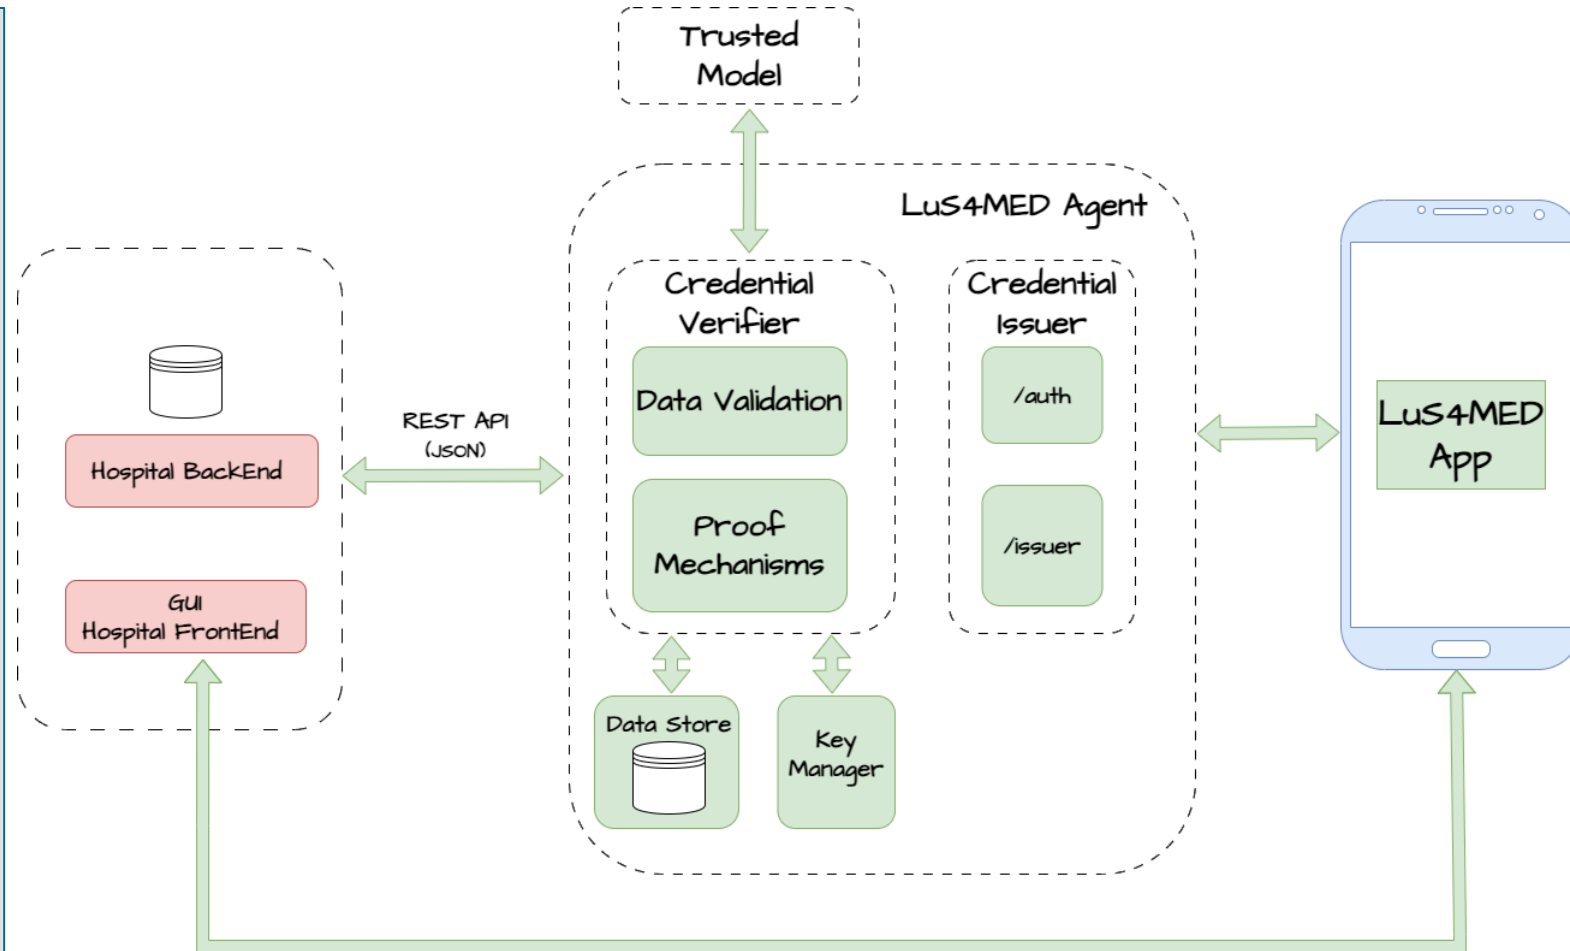 Trusted
Model
LuS4MED Agent
Credential
Verifier
Credential
Issuer
Data Validation
/auth
LuS4MED
App
REST API
(JSON)
Hospital BackEnd
Proof
Mechanisms
/issuer
GUI
Hospital FrontEnd
Data Store
Key
Manager